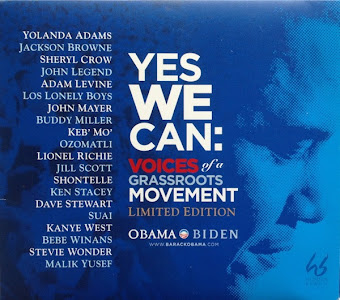 YOLANDA ADAMS
JACKSON BROWNE
SHERYL CROW
JOHN LEGEND
ADAM LEVINE
LOS LONELY BOYS
JOHN MAYER
BUDDY MILLER
KEB' MO'
OZOMATLI
LIONEL RICHIE
JILL SCOTT
SHONTELLE
KEN STACEY
DAVE STEWART
SUAI
KANYE WEST
BEBE WINANS
STEVIE WONDER
MALIK YUSEF
YES
WE
CAN:
VOICES of a
GRASSROOTS
MOVEMENT
LIMITED EDITION
OBAMA BIDEN
WWW.BARACKOBAMA.COM